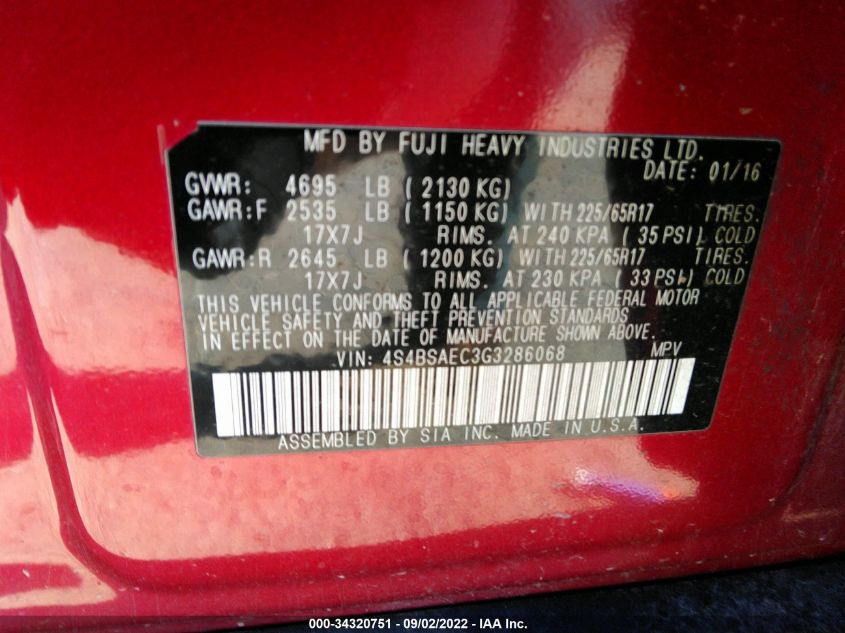 MFD BY FUJI HEAVY INDUSTRIES LTD.
DATE: 01/16
GVWR: 4695 LB ( 2130 KG)
GAWR:F 2535 LB ( 1150 KG) WITH 225/65R17 TIRES.
17X7J RIMS. AT 240 KPA ( 35 PSI) COLD
GAWR:R 2645 LB ( 1200 KG) WITH 225/65R17 TIRES.
17X7J RIMS. AT 230 KPA 33 PSI) COLD
THIS VEHICLE CONFORMS TO ALL APPLICABLE FEDERAL MOTOR
VEHICLE SAFETY AND THEFT PREVENTION STANDARDS
IN EFFECT ON THE DATE OF MANUFACTURE SHOWN ABOVE.
VIN: 4S4BSAEC3G3286068 MPV
ASSEMBLED BY SIA INC. MADE IN U.S.A.
000-34320751 - 09/02/2022 - IAA Inc.